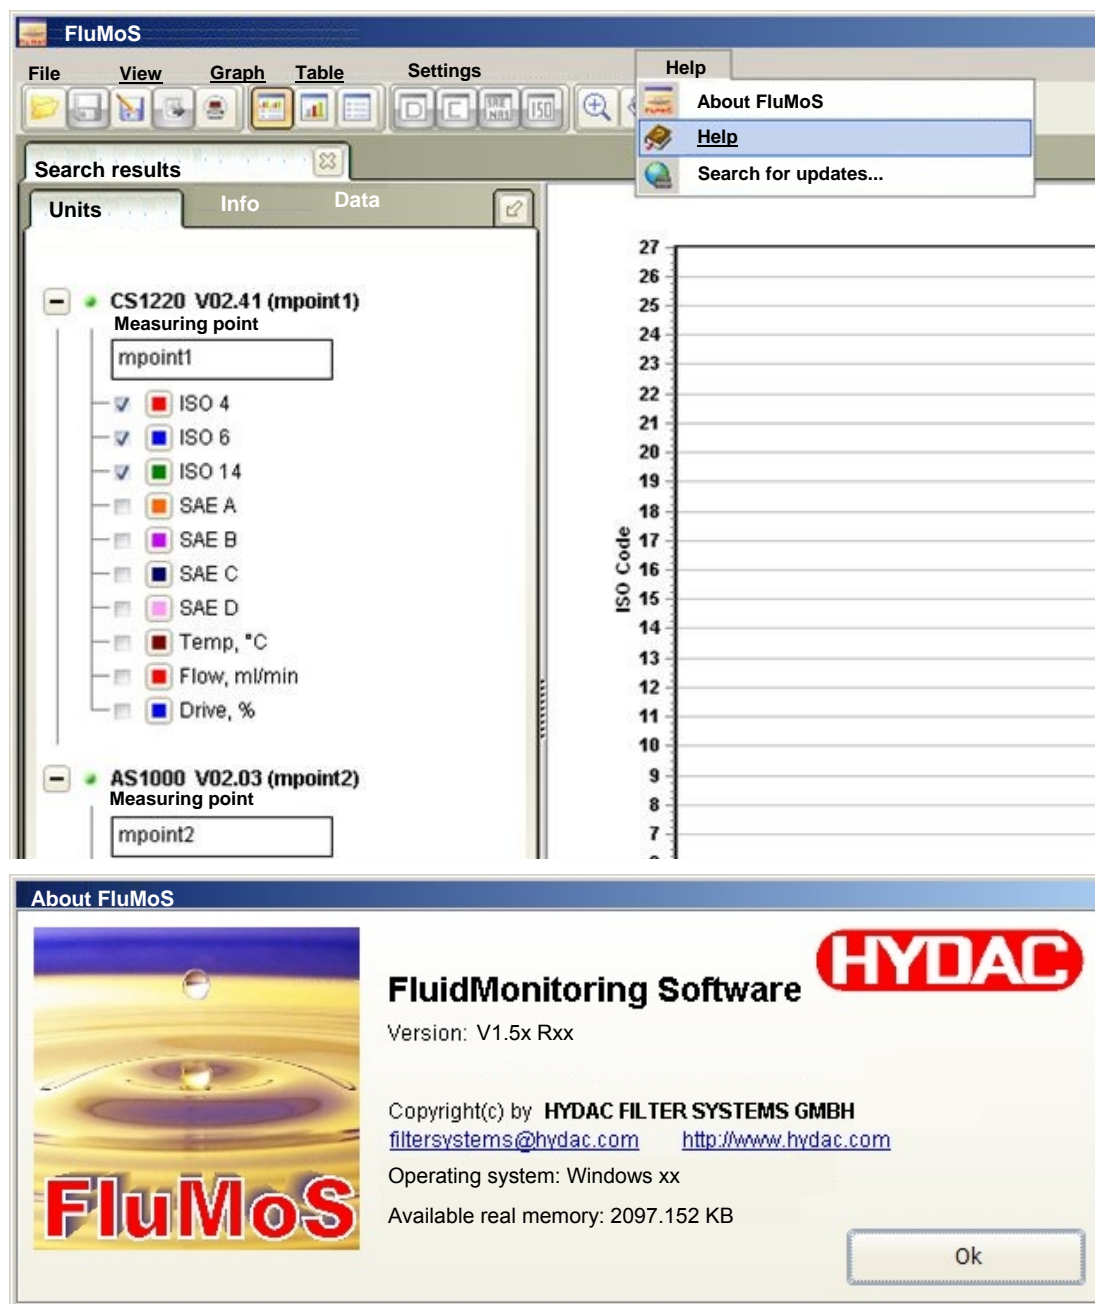 FluMoS
File View Graph Table Settings Help
D C SAE NAS ISO
About FluMoS
Help
Search for updates...
Search results
Units Info Data
CS1220 V02.41 (mpoint1)
Measuring point
mpoint1
ISO 4
ISO 6
ISO 14
SAE A
SAE B
SAE C
SAE D
Temp, °C
Flow, ml/min
Drive, %
AS1000 V02.03 (mpoint2)
Measuring point
mpoint2
27
26
25
24
23
22
21
20
19
18
17
16
15
14
13
12
11
10
9
8
7
ISO Code
About FluMoS
HYDAC
FluidMonitoring Software
Version: V1.5x Rxx
Copyright(c) by HYDAC FILTER SYSTEMS GMBH
filtersystems@hydac.com http://www.hydac.com
Operating system: Windows xx
FluMoS
Available real memory: 2097.152 KB
Ok